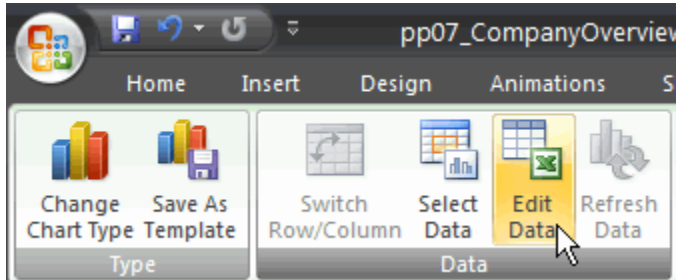 pp07_CompanyOverview
Home Insert Design Animations S
Change Chart Type
Save As Template
Switch Row/Column
Select Data
Edit Data
Refresh Data
Type
Data